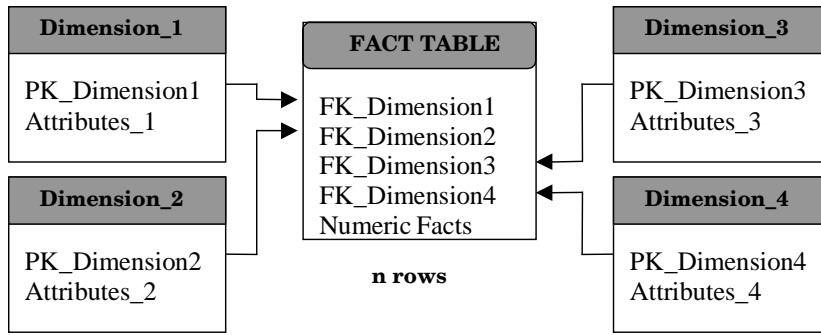 Dimension_1
PK_Dimension1
Attributes_1
Dimension_2
PK_Dimension2
Attributes_2
FACT TABLE
FK_Dimension1
FK_Dimension2
FK_Dimension3
FK_Dimension4
Numeric Facts
n rows
Dimension_3
PK_Dimension3
Attributes_3
Dimension_4
PK_Dimension4
Attributes_4